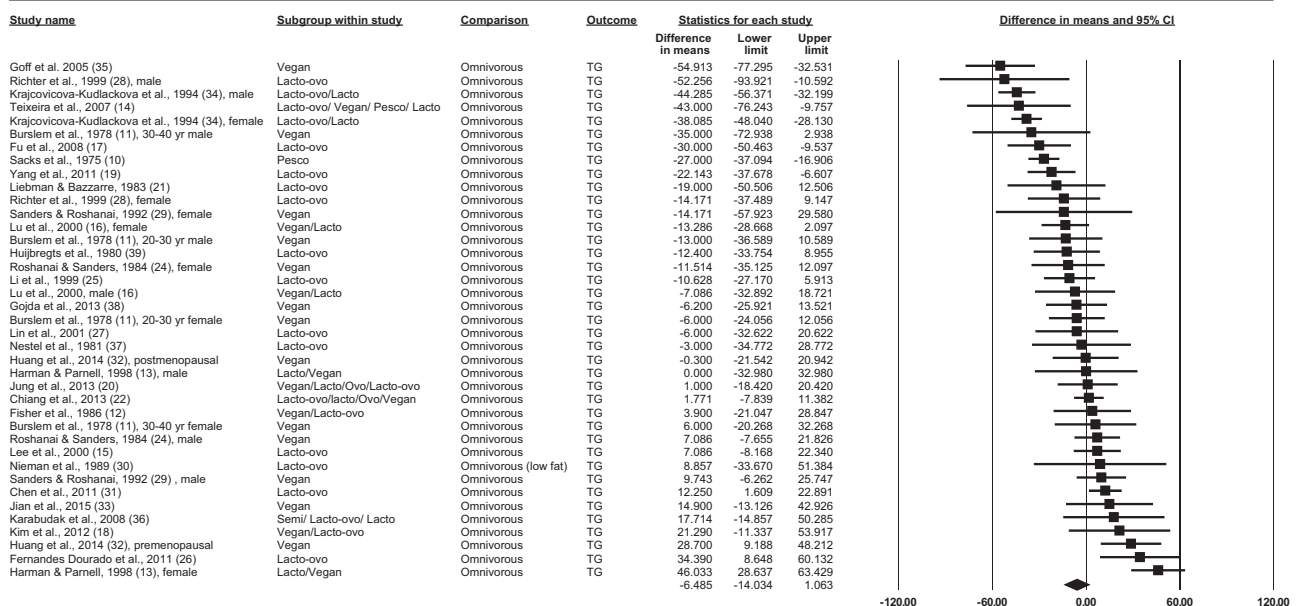 Study name Subgroup within study Comparison Outcome Statistics for each study Difference in means and 95% CI
Difference Lower Upper
in means limit limit
Goff et al. 2005 (35) Vegan Omnivorous TG -54.913 -77.295 -32.531
Richter et al., 1999 (28), male Lacto-ovo Omnivorous TG -52.256 -93.921 -10.592
Krajcovicova-Kudlackova et al., 1994 (34), male Lacto-ovo/Lacto Omnivorous TG -44.285 -56.371 -32.199
Teixeira et al., 2007 (14) Lacto-ovo/ Vegan/ Pesco/ Lacto Omnivorous TG -43.000 -76.243 -9.757
Krajcovicova-Kudlackova et al., 1994 (34), female Lacto-ovo/Lacto Omnivorous TG -38.085 -48.040 -28.130
Burslem et al., 1978 (11), 30-40 yr male Vegan Omnivorous TG -35.000 -72.938 2.938
Fu et al., 2008 (17) Lacto-ovo Omnivorous TG -30.000 -50.463 -9.537
Sacks et al., 1975 (10) Pesco Omnivorous TG -27.000 -37.094 -16.906
Yang et al., 2011 (19) Lacto-ovo Omnivorous TG -22.143 -37.678 -6.607
Liebman & Bazzarre, 1983 (21) Lacto-ovo Omnivorous TG -19.000 -50.506 12.506
Richter et al., 1999 (28), female Lacto-ovo Omnivorous TG -14.171 -37.489 9.147
Sanders & Roshanai, 1992 (29), female Vegan Omnivorous TG -14.171 -57.923 29.580
Lu et al., 2000 (16), female Vegan/Lacto Omnivorous TG -13.286 -28.668 2.097
Burslem et al., 1978 (11), 20-30 yr male Vegan Omnivorous TG -13.000 -36.589 10.589
Huijbregts et al., 1980 (39) Lacto-ovo Omnivorous TG -12.400 -33.754 8.955
Roshanai & Sanders, 1984 (24), female Vegan Omnivorous TG -11.514 -35.125 12.097
Li et al., 1999 (25) Lacto-ovo Omnivorous TG -10.628 -27.170 5.913
Lu et al., 2000, male (16) Vegan/Lacto Omnivorous TG -7.086 -32.892 18.721
Gojda et al., 2013 (38) Vegan Omnivorous TG -6.200 -25.921 13.521
Burslem et al., 1978 (11), 20-30 yr female Vegan Omnivorous TG -6.000 -24.056 12.056
Lin et al., 2001 (27) Lacto-ovo Omnivorous TG -6.000 -32.622 20.622
Nestel et al., 1981 (37) Lacto-ovo Omnivorous TG -3.000 -34.772 28.772
Huang et al., 2014 (32), postmenopausal Vegan Omnivorous TG -0.300 -21.542 20.942
Harman & Parnell, 1998 (13), male Lacto/Vegan Omnivorous TG 0.000 -32.980 32.980
Jung et al., 2013 (20) Vegan/Lacto/Ovo/Lacto-ovo Omnivorous TG 1.000 -18.420 20.420
Chiang et al., 2013 (22) Lacto-ovo/lacto/Ovo/Vegan Omnivorous TG 1.771 -7.839 11.382
Fisher et al., 1986 (12) Vegan/Lacto-ovo Omnivorous TG 3.900 -21.047 28.847
Burslem et al., 1978 (11), 30-40 yr female Vegan Omnivorous TG 6.000 -20.268 32.268
Roshanai & Sanders, 1984 (24), male Vegan Omnivorous TG 7.086 -7.655 21.826
Lee et al., 2000 (15) Lacto-ovo Omnivorous TG 7.086 -8.168 22.340
Nieman et al., 1989 (30) Lacto-ovo Omnivorous (low fat) TG 8.857 -33.670 51.384
Sanders & Roshanai, 1992 (29) , male Vegan Omnivorous TG 9.743 -6.262 25.747
Chen et al., 2011 (31) Lacto-ovo Omnivorous TG 12.250 1.609 22.891
Jian et al., 2015 (33) Vegan Omnivorous TG 14.900 -13.126 42.926
Karabudak et al., 2008 (36) Semi/ Lacto-ovo/ Lacto Omnivorous TG 17.714 -14.857 50.285
Kim et al., 2012 (18) Vegan/Lacto-ovo Omnivorous TG 21.290 -11.337 53.917
Huang et al., 2014 (32), premenopausal Vegan Omnivorous TG 28.700 9.188 48.212
Fernandes Dourado et al., 2011 (26) Lacto-ovo Omnivorous TG 34.390 8.648 60.132
Harman & Parnell, 1998 (13), female Lacto/Vegan Omnivorous TG 46.033 28.637 63.429
-6.485 -14.034 1.063
-120.00 -60.00 0.00 60.00 120.00